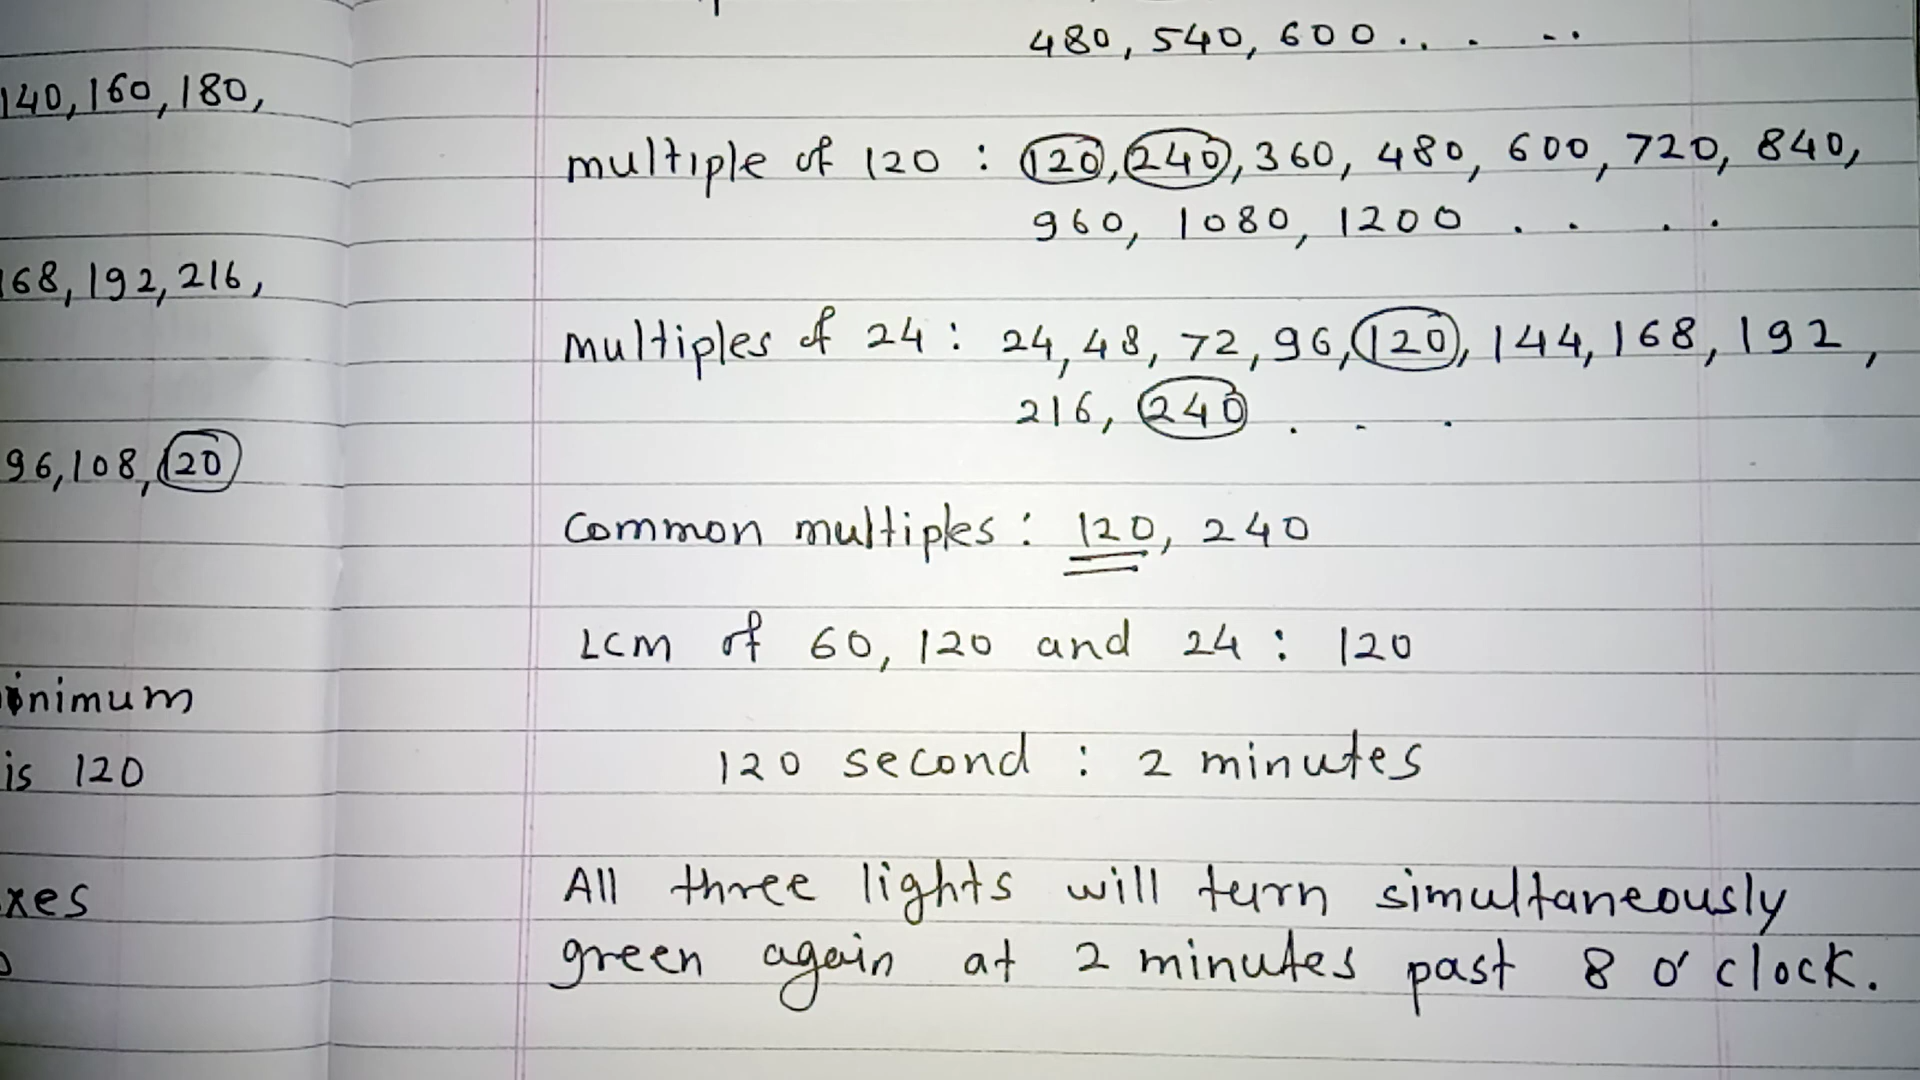 140, 160, 180,
168, 192, 216,
96, 108, 120
inimum
is 120
xes
480, 540, 600 .. . - ..
multiple of 120 : 120, 240, 360, 480, 600, 720, 840,
960, 1080, 1200 . . . .
multiples of 24 : 24, 48, 72, 96, 120, 144, 168, 192,
216, 240 . . .
Common multiples : 120, 240
LCM of 60, 120 and 24 : 120
120 second : 2 minutes
All three lights will turn simultaneously
green again at 2 minutes past 8 o' clock.